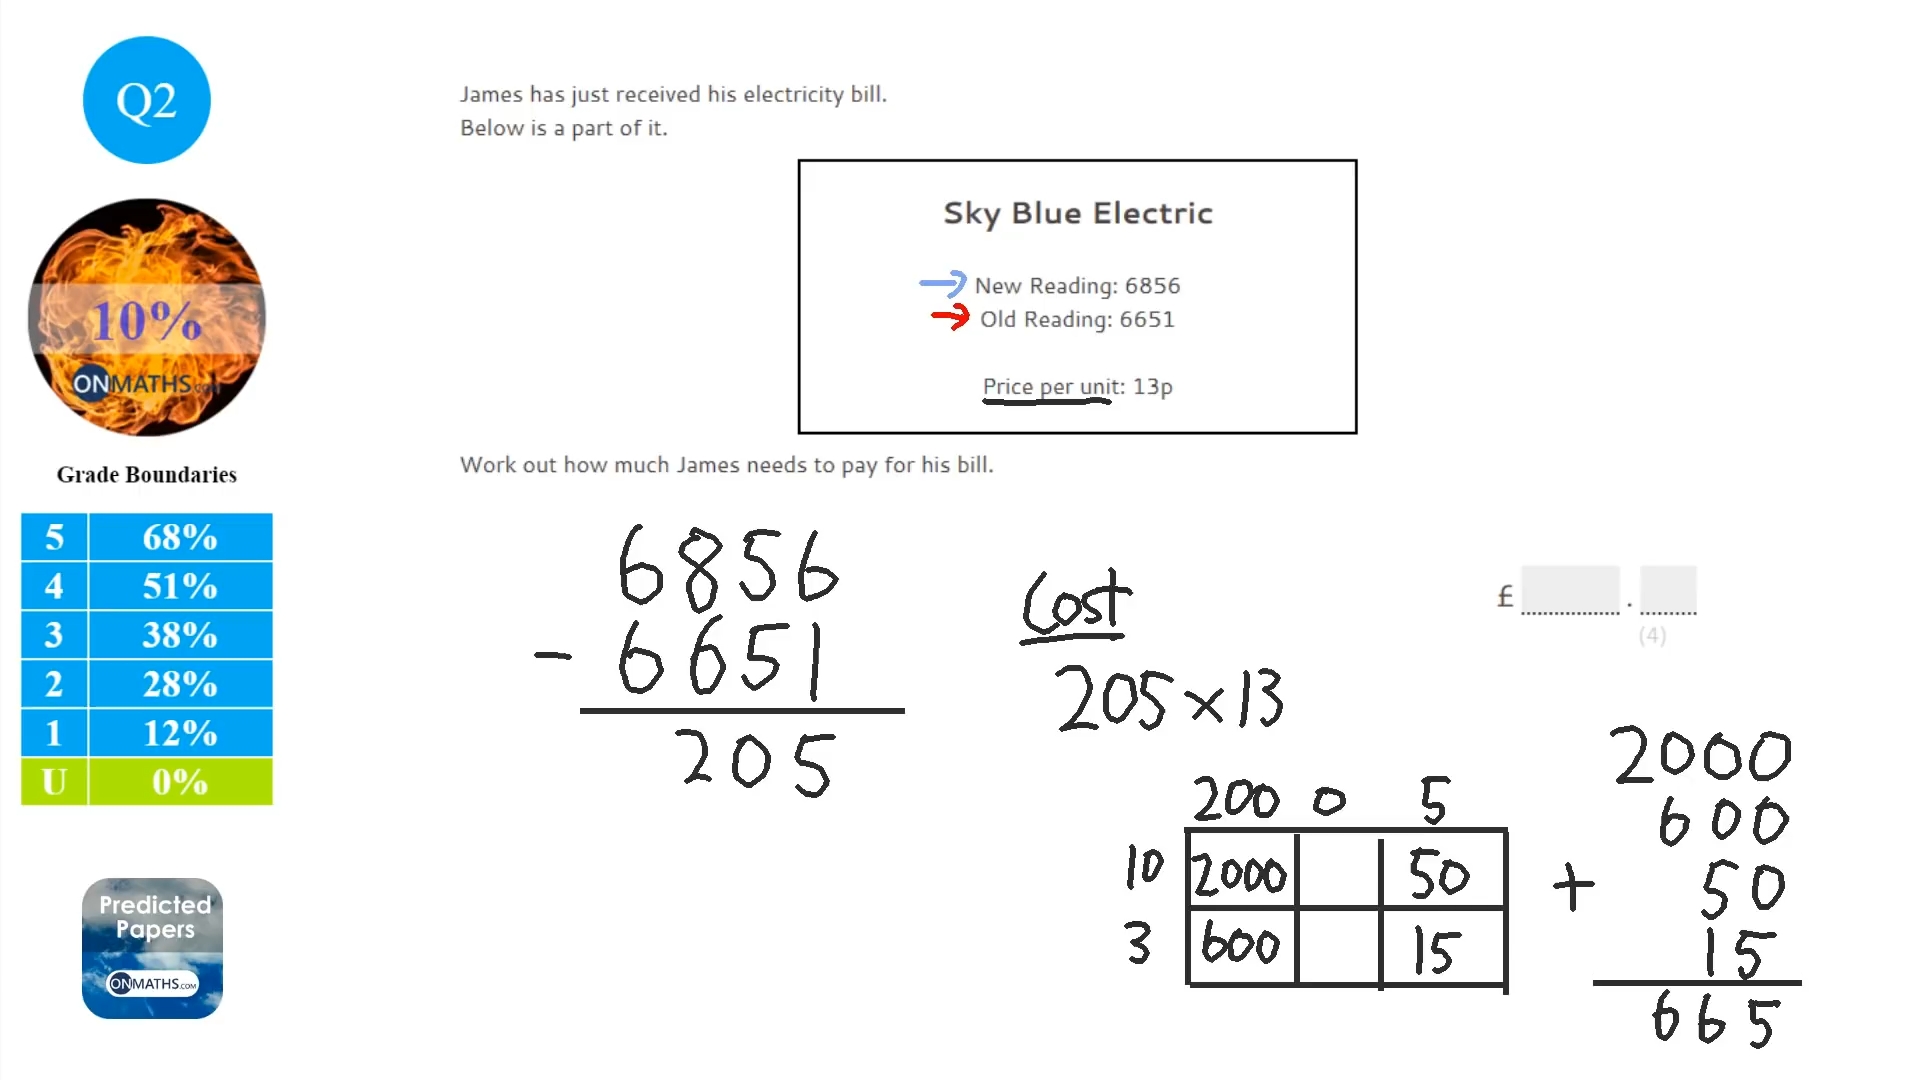 Q2
10%
ONMATHS.com
Grade Boundaries
5 68%
4 51%
3 38%
2 28%
1 12%
U 0%
Predicted
Papers
ONMATHS.COM
James has just received his electricity bill.
Below is a part of it.
Sky Blue Electric
→ New Reading: 6856
→ Old Reading: 6651
Price per unit: 13p
Work out how much James needs to pay for his bill.
6856
- 6651
205
Cost
205 × 13
200 0 5
10 2000 50
3 600 15
£ .
(4)
2000
600
+ 50
15
665